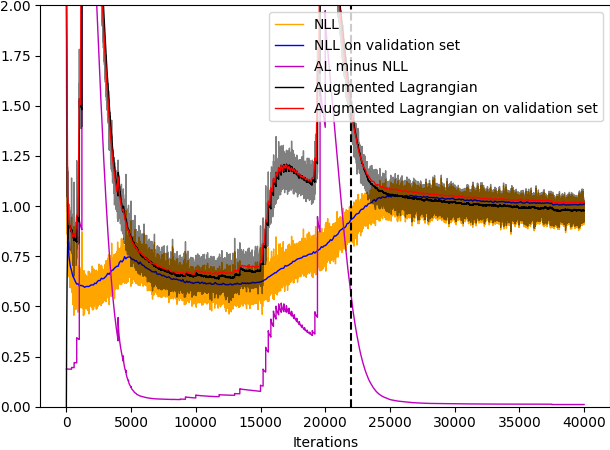 2.00
1.75
1.50
1.25
1.00
0.75
0.50
0.25
0.00
NLL
NLL on validation set
AL minus NLL
Augmented Lagrangian
Augmented Lagrangian on validation set
0 5000 10000 15000 20000 25000 30000 35000 40000
Iterations